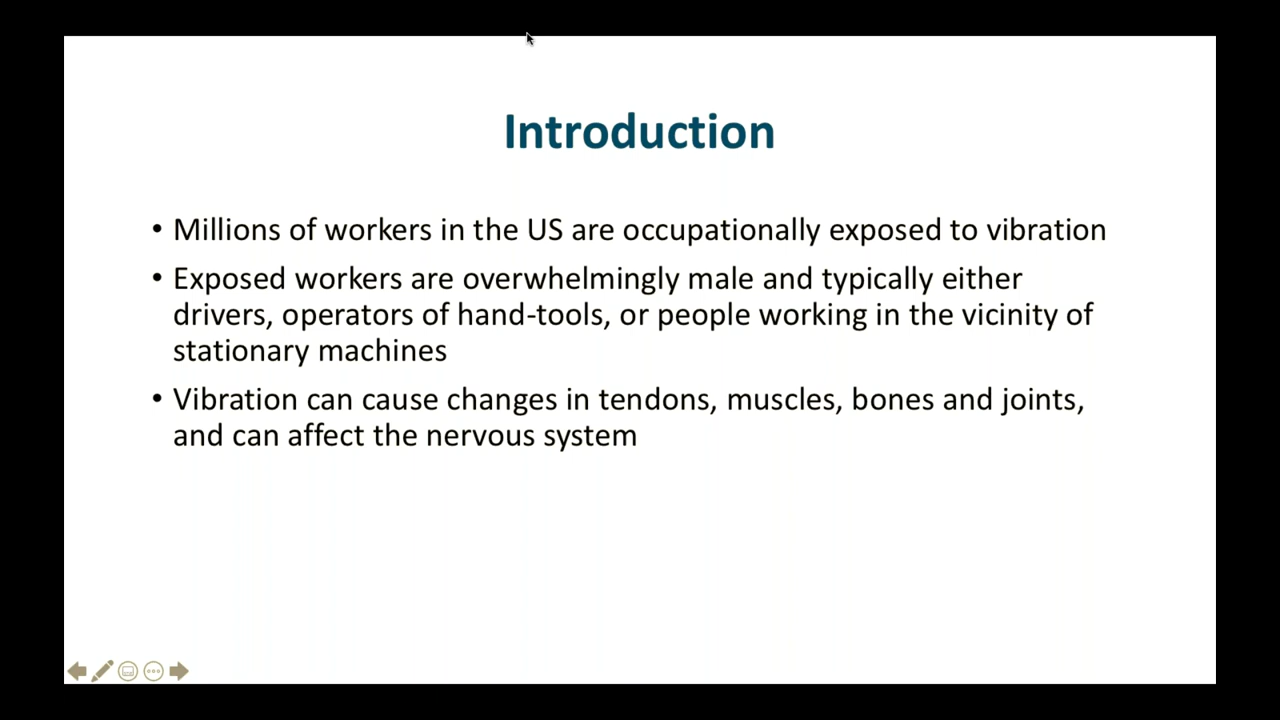 Introduction
• Millions of workers in the US are occupationally exposed to vibration
• Exposed workers are overwhelmingly male and typically either
drivers, operators of hand-tools, or people working in the vicinity of
stationary machines
• Vibration can cause changes in tendons, muscles, bones and joints,
and can affect the nervous system